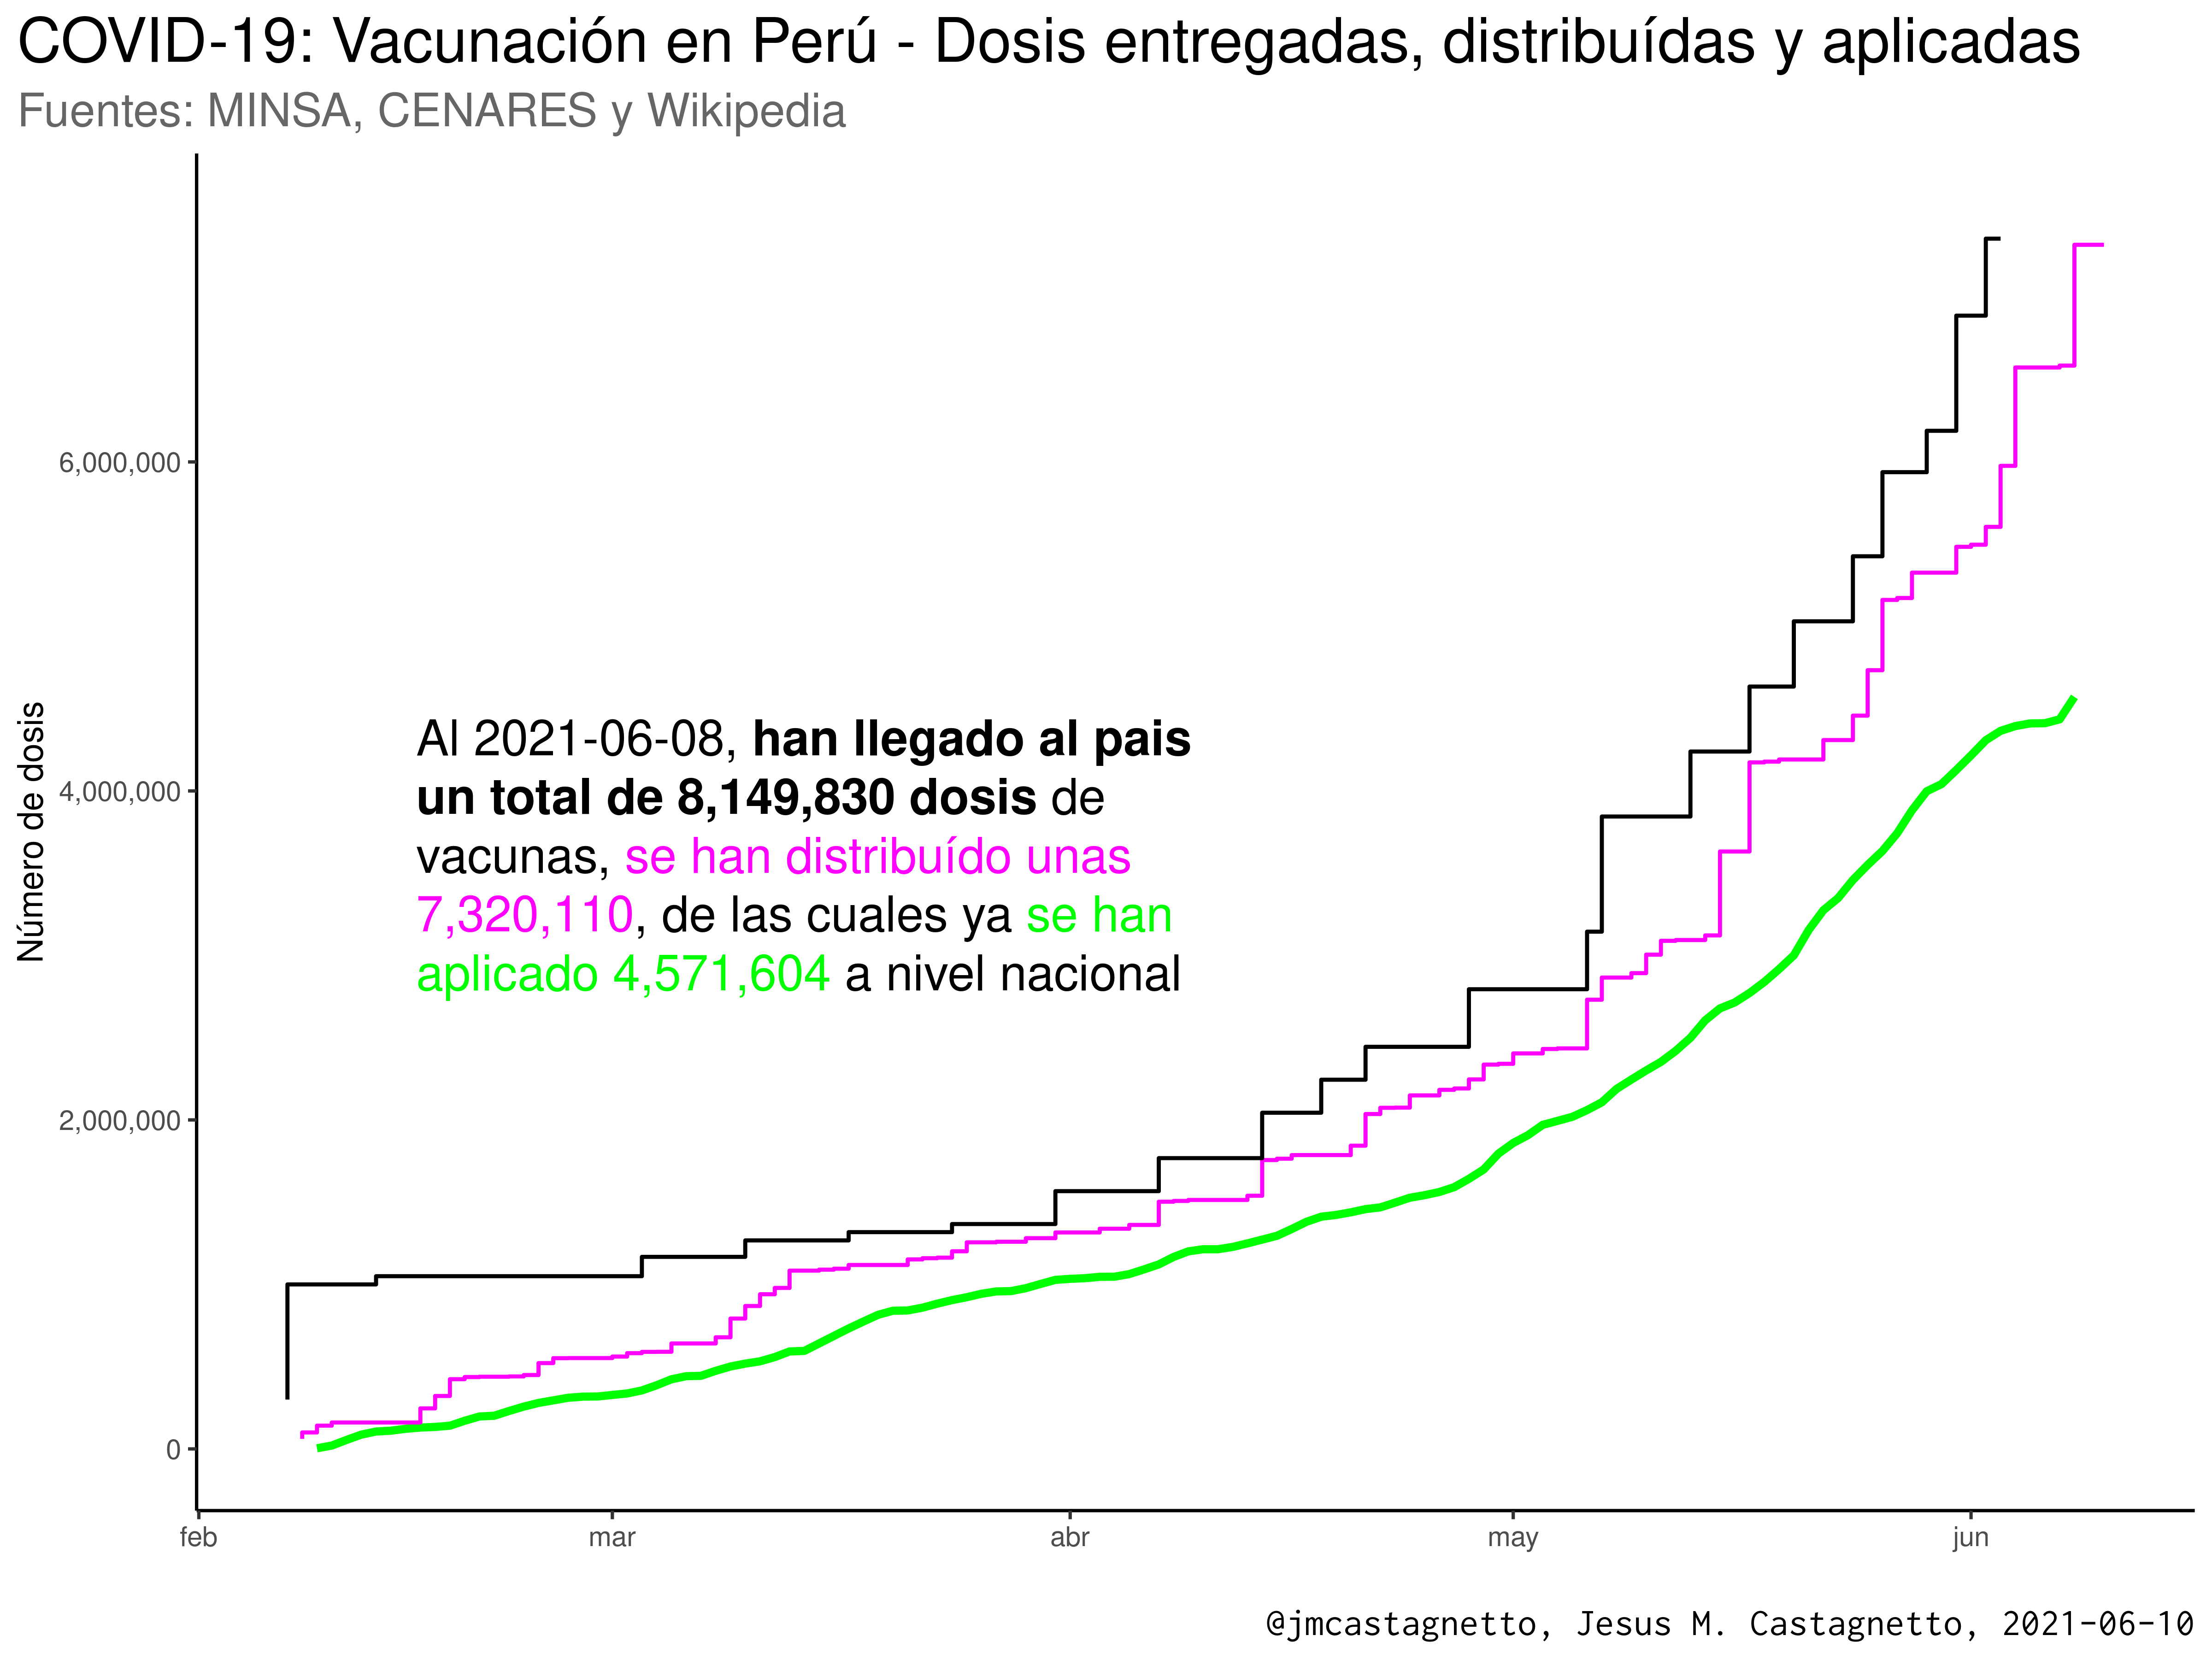 COVID-19: Vacunación en Perú - Dosis entregadas, distribuídas y aplicadas
Fuentes: MINSA, CENARES y Wikipedia
Número de dosis
6,000,000
4,000,000
2,000,000
0
Al 2021-06-08, han llegado al pais
un total de 8,149,830 dosis de
vacunas, se han distribuído unas
7,320,110, de las cuales ya se han
aplicado 4,571,604 a nivel nacional
feb
mar
abr
may
jun
@jmcastagnetto, Jesus M. Castagnetto, 2021-06-10